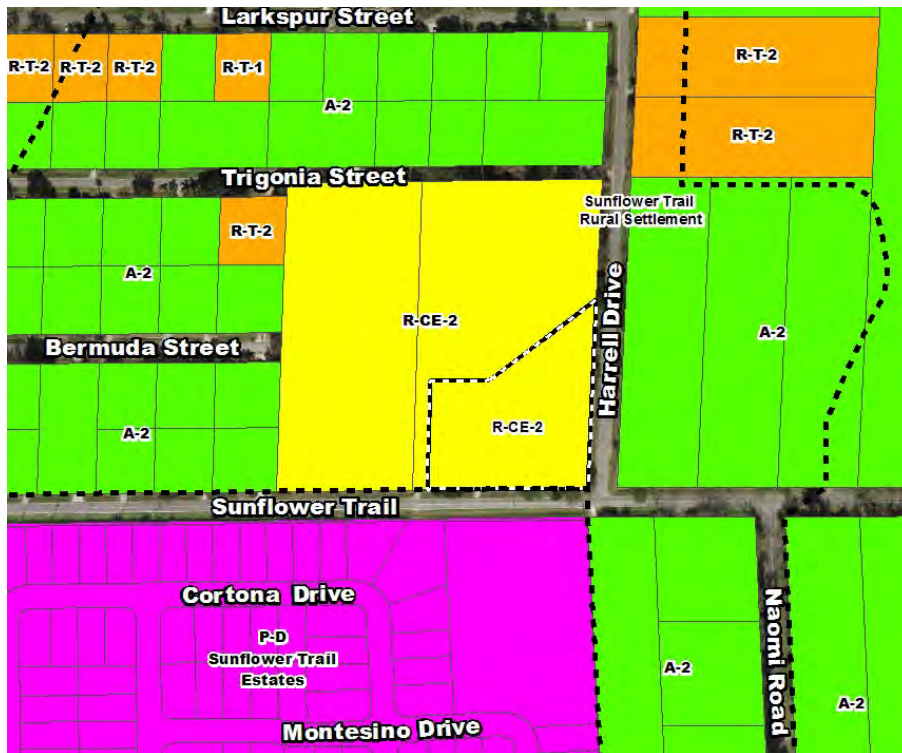 Larkspur Street
R-T-2
R-T-2
R-T-2
R-T-1
R-T-2
A-2
R-T-2
Trigonia Street
Sunflower Trail
Rural Settlement
R-T-2
A-2
Harrell Drive
R-CE-2
A-2
Bermuda Street
R-CE-2
A-2
Sunflower Trail
Cortona Drive
P-D
Sunflower Trail
Estates
A-2
Naomi Road
A-2
Montesino Drive